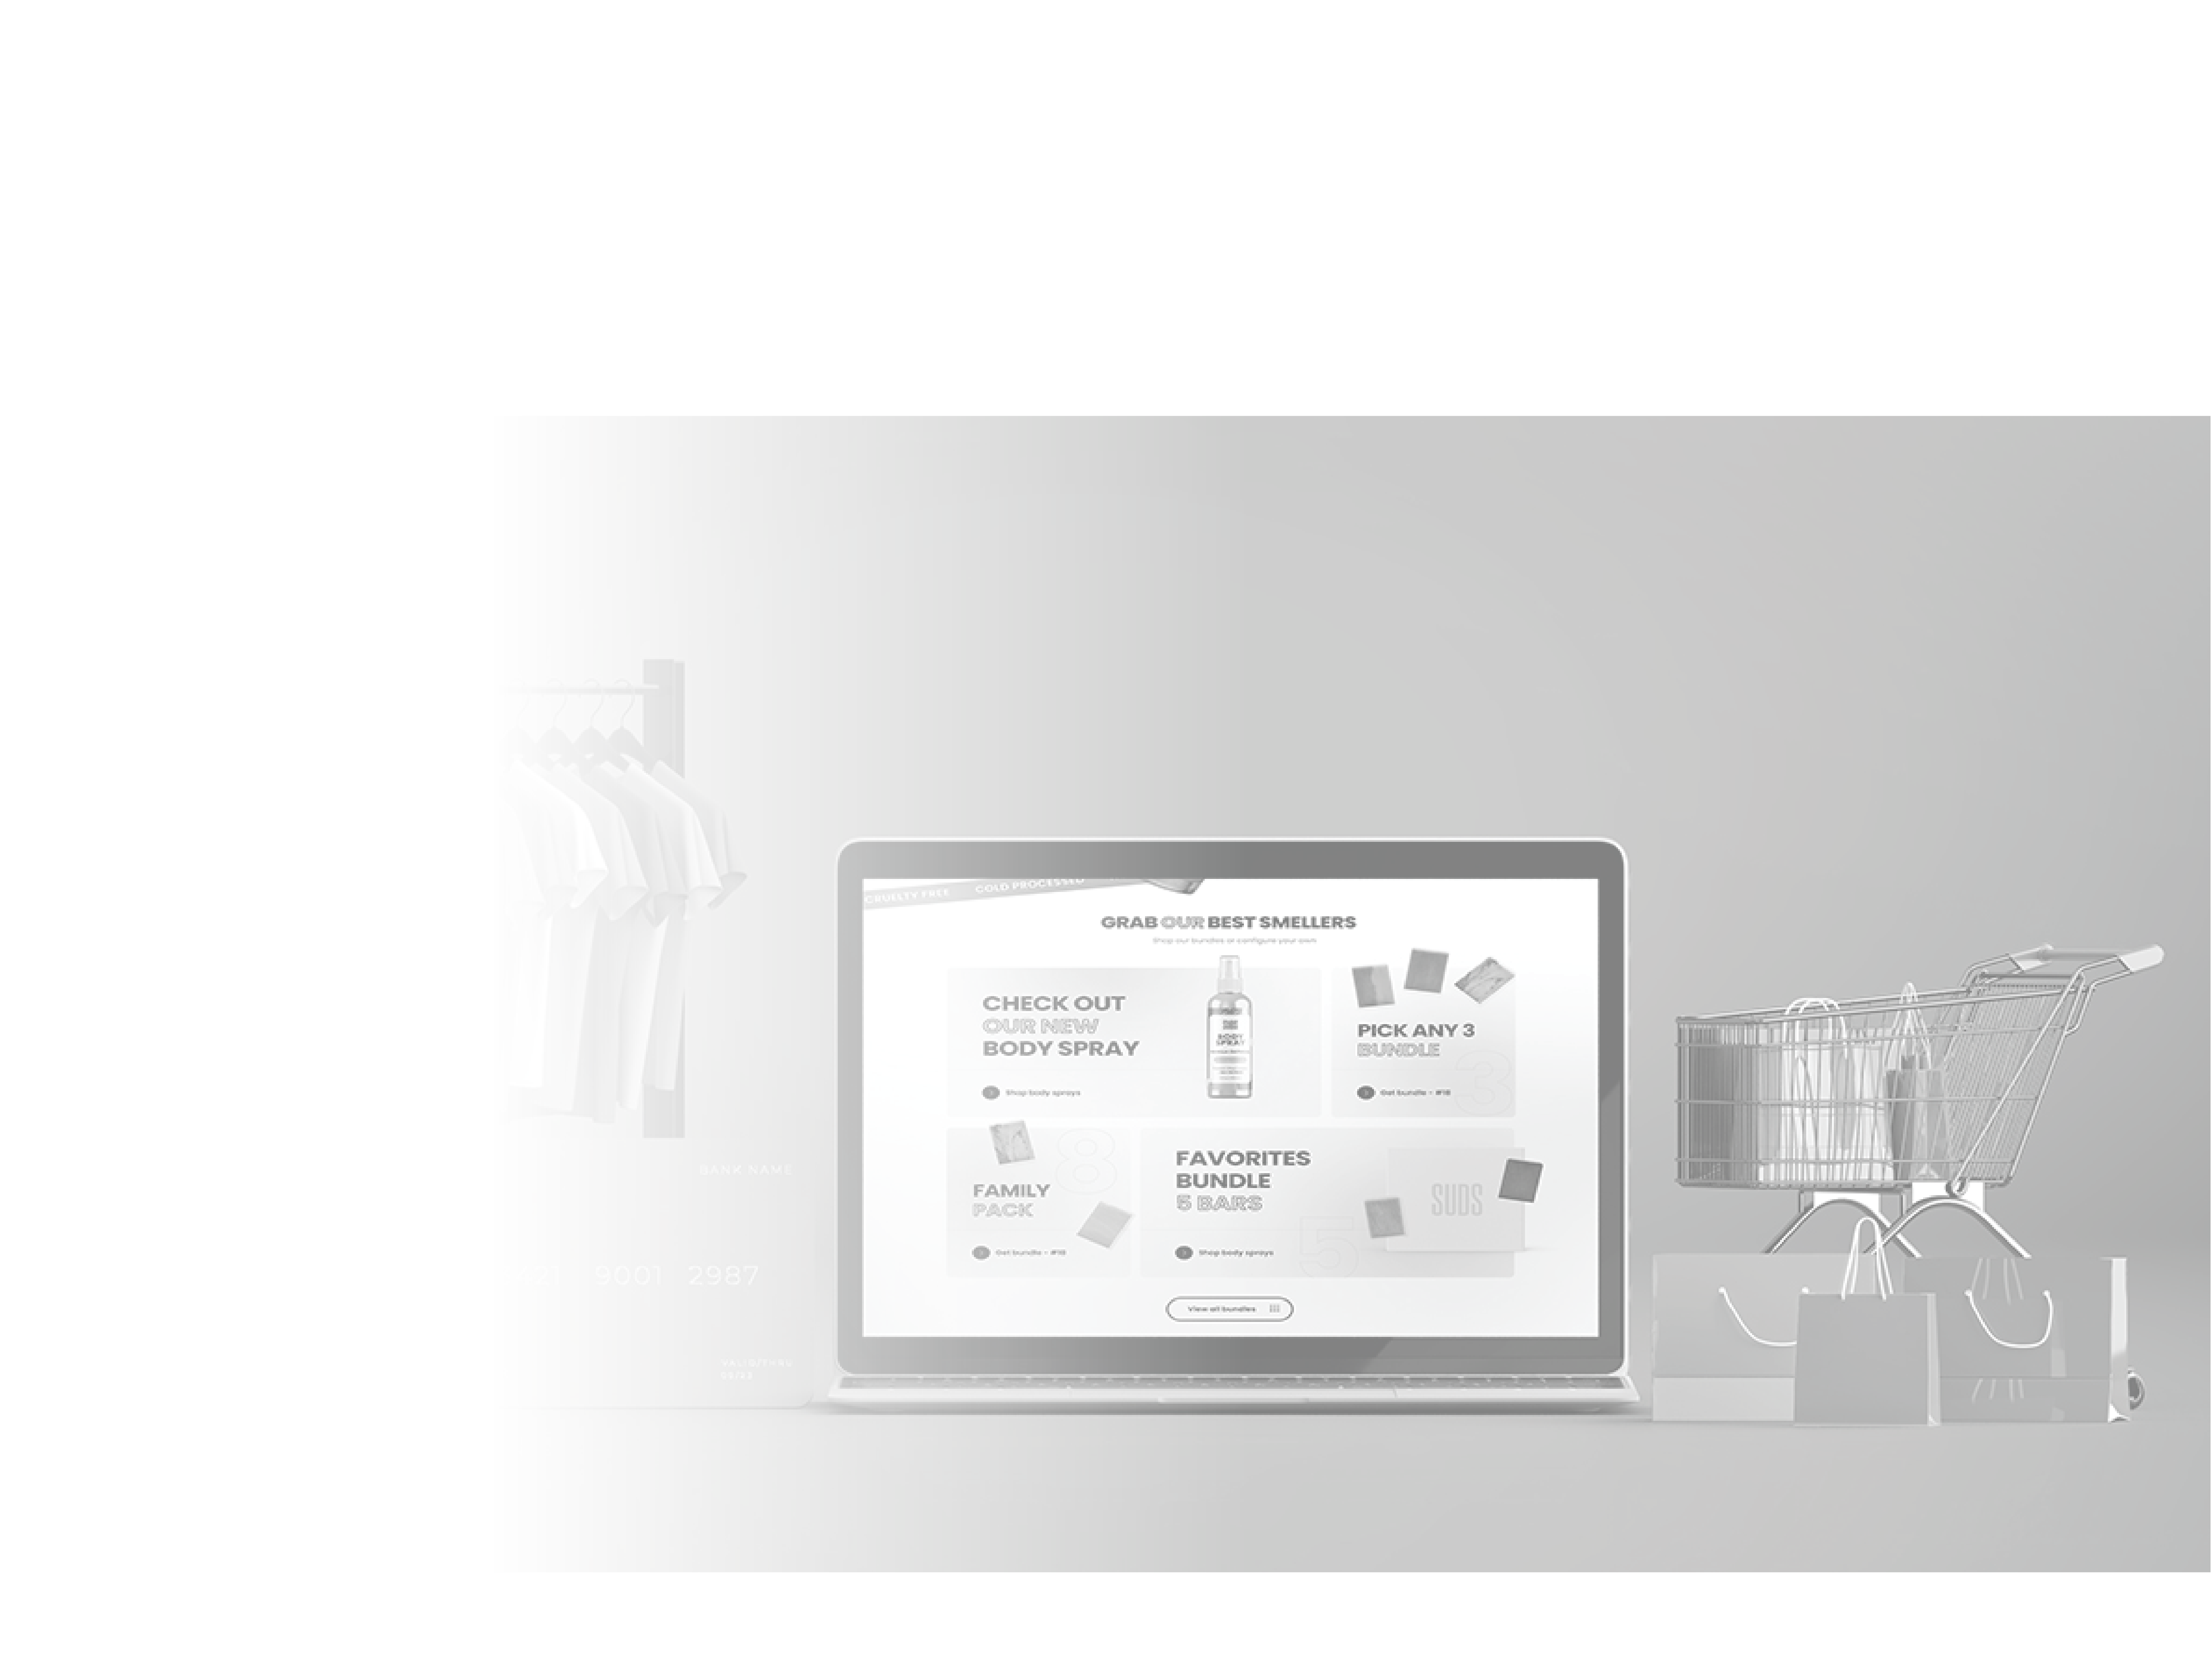 CRUELTY FREE COLD PROCESSED
GRAB OUR BEST SMELLERS
Shop our bundles or configure your own
CHECK OUT
OUR NEW
BODY SPRAY
Shop body sprays
BODY
SPRAY
PICK ANY 3
BUNDLE
3
Get bundle - #18
8
FAMILY
PACK
Get bundle - #18
FAVORITES
BUNDLE
5 BARS
5
Shop body sprays
SUDS
View all bundles
BANK NAME
9001 2987
VALID/THRU